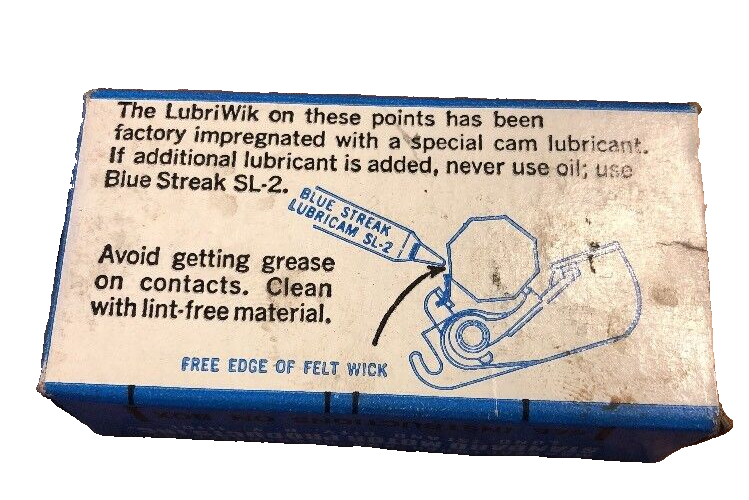 The LubriWik on these points has been
factory impregnated with a special cam lubricant.
If additional lubricant is added, never use oil; use
Blue Streak SL-2.
BLUE STREAK
LUBRICAM SL-2
Avoid getting grease
on contacts. Clean
with lint-free material.
FREE EDGE OF FELT WICK